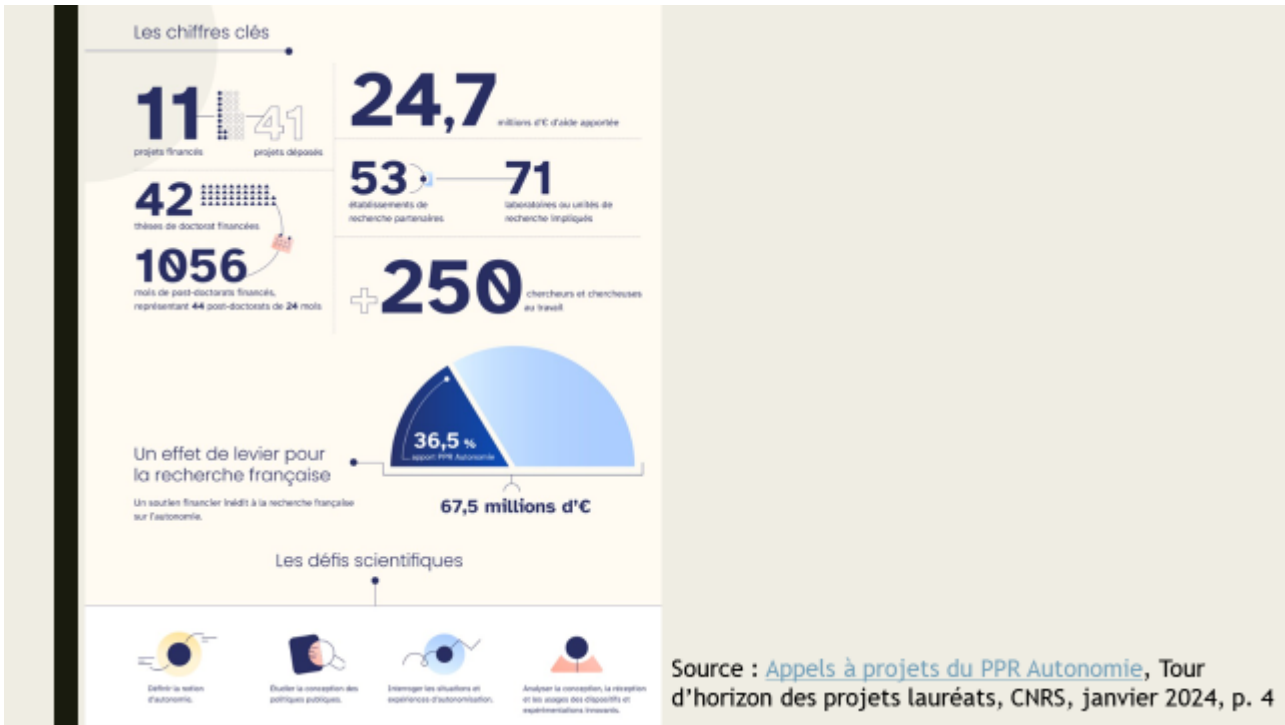 Les chiffres clés
11
41
projets financés
projets déposés
24,7
millions d'€ d'aide apportée
42
thèses de doctorat financées
53
établissements de
recherche partenaires
71
laboratoires ou unités de
recherche impliqués
1056
mois de post-doctorats financés,
représentant 44 post-doctorats de 24 mois
+250
chercheurs et chercheuses
au travail
36,5 %
apport PPR Autonomie
Un effet de levier pour
la recherche française
Un soutien financier inédit à la recherche française
sur l'autonomie.
67,5 millions d'€
Les défis scientifiques
Définir la notion
d'autonomie.
Étudier la conception des
politiques publiques.
Interroger les situations et
expériences d'autonomisation.
Analyser la conception, la réception
et les usages des dispositifs et
expérimentations innovants.
Source : Appels à projets du PPR Autonomie, Tour
d'horizon des projets lauréats, CNRS, janvier 2024, p. 4